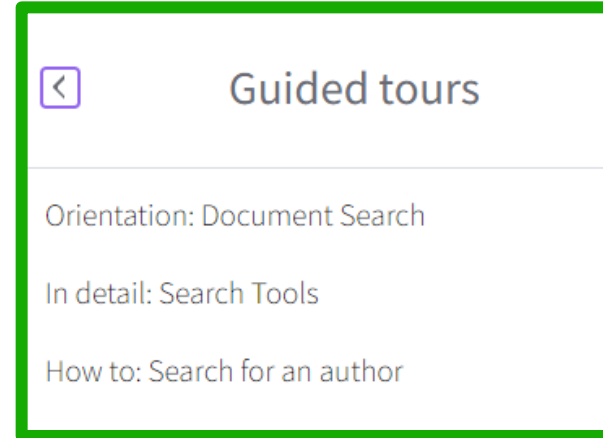 Guided tours
Orientation: Document Search
In detail: Search Tools
How to: Search for an author